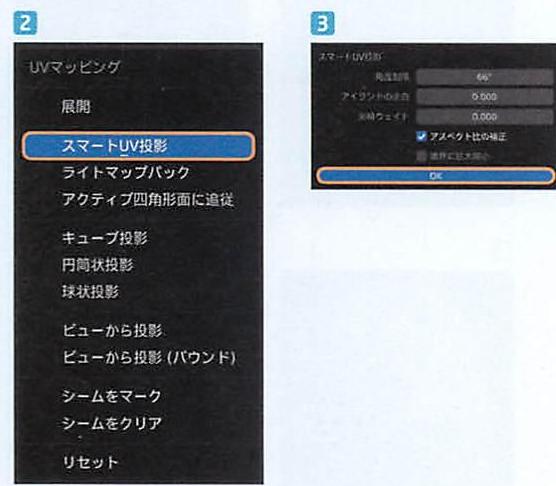 2
UVマッピング
展開
スマートUV投影
ライトマップパック
アクティブ四角形面に追従
キューブ投影
円筒状投影
球状投影
ビューから投影
ビューから投影 (バウンド)
シームをマーク
シームをクリア
リセット
3
スマートUV投影
角度制限 66°
アイランドの余白 0.000
面積ウェイト 0.000
アスペクト比の補正
境界に拡大縮小
OK